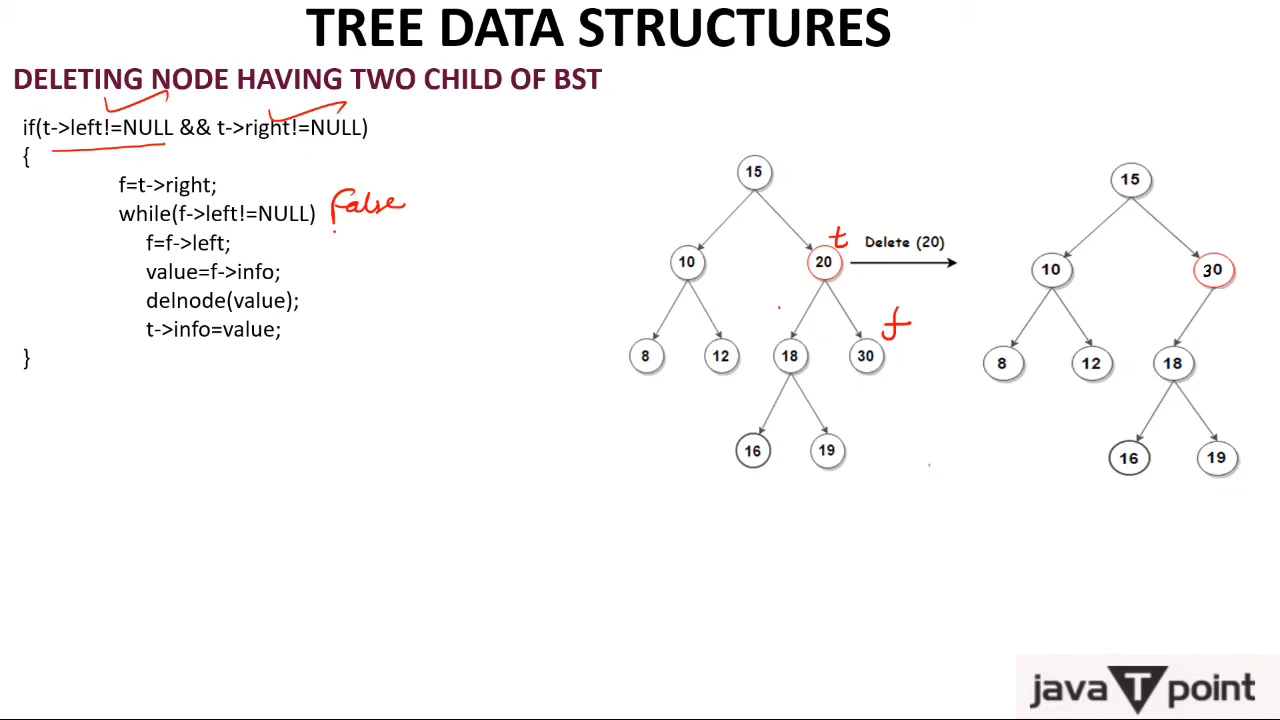 TREE DATA STRUCTURES
DELETING NODE HAVING TWO CHILD OF BST
if(t->left!=NULL && t->right!=NULL)
{
f=t->right;
while(f->left!=NULL) False
f=f->left;
value=f->info;
delnode(value);
t->info=value;
}
15
10 20 t
8 12 18 30 f
16 19
Delete (20)
15
10 30
8 12 18
16 19
java T point